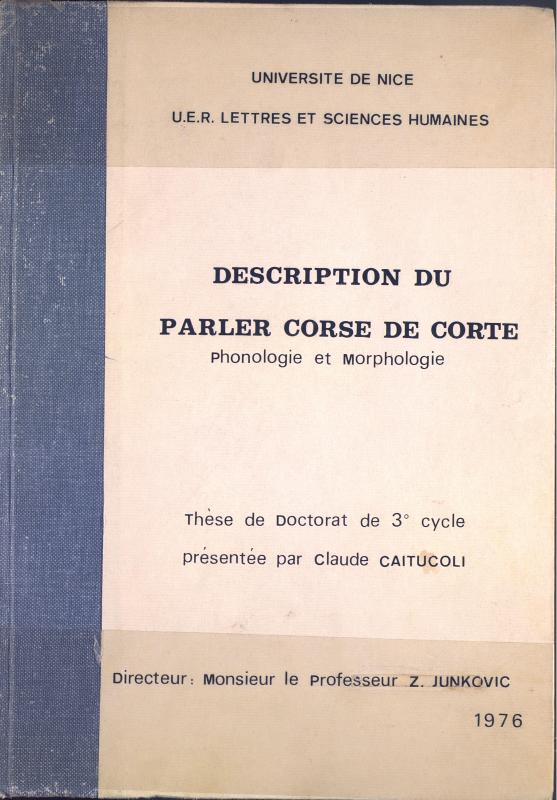 UNIVERSITE DE NICE
U.E.R. LETTRES ET SCIENCES HUMAINES
DESCRIPTION DU
PARLER CORSE DE CORTE
Phonologie et Morphologie
Thèse de Doctorat de 3° cycle
présentée par Claude CAITUCOLI
Directeur: Monsieur le Professeur Z. JUNKOVIC
1976